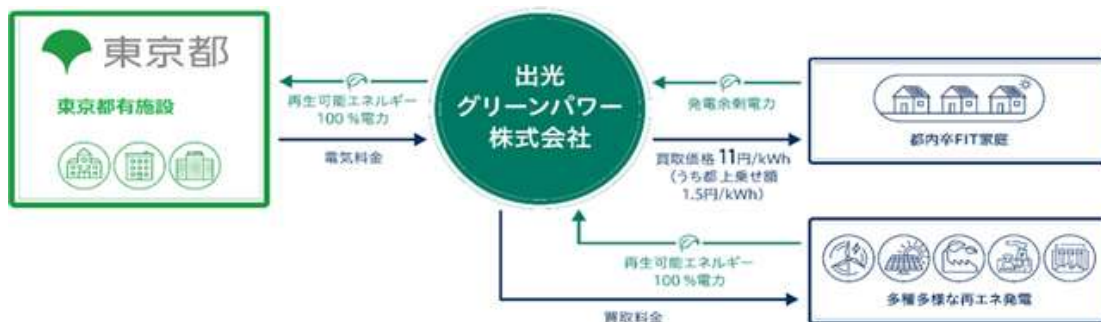 東京都
東京都有施設
再生可能エネルギー
100％電力
電気料金
出光
グリーンパワー
株式会社
発電余剰電力
買取価格 11円/kWh
（うち都上乗せ額
1.5円/kWh）
都内卒FIT家庭
再生可能エネルギー
100％電力
買取料金
多種多様な再エネ発電